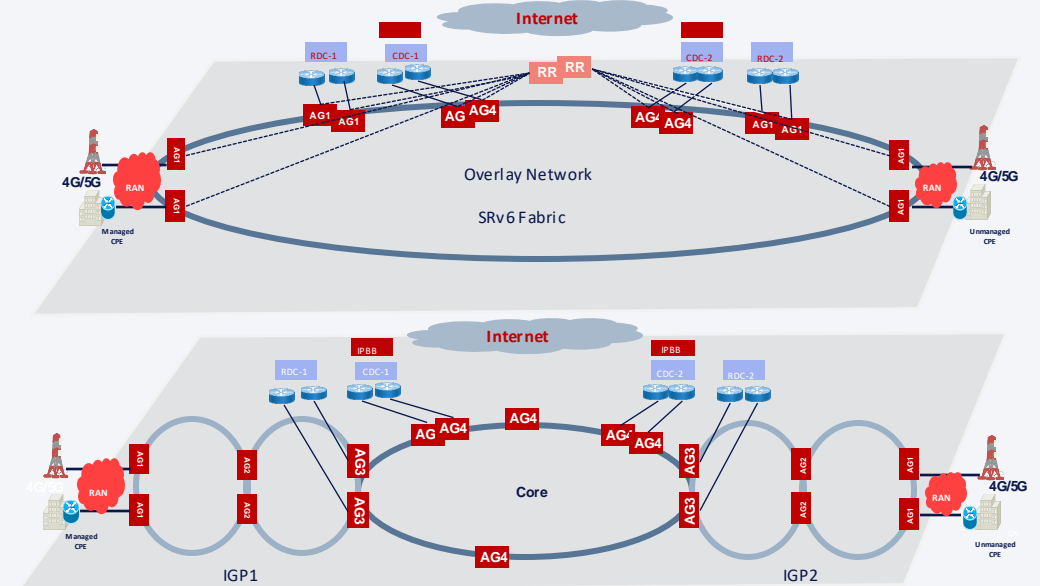 Internet
RDC-1
CDC-1
RR
RR
CDC-2
RDC-2
AG1
AG1
AG
AG4
AG4
AG4
AG1
AG1
AG1
AG1
4G/5G
RAN
RAN
4G/5G
Overlay Network
AG1
AG1
SRv6 Fabric
Managed
CPE
Unmanaged
CPE
Internet
IPBB
IPBB
RDC-1
CDC-1
CDC-2
RDC-2
AG4
AG
AG4
AG4
AG4
AG1
AG2
AG3
AG3
AG2
AG1
4G/5G
RAN
Core
RAN
4G/5G
AG1
AG2
AG3
AG3
AG2
AG1
Managed
CPE
Unmanaged
CPE
AG4
IGP1
IGP2